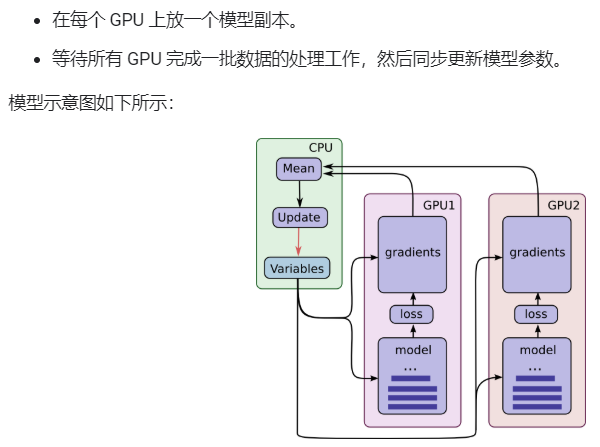 在每个 GPU 上放一个模型副本。
等待所有 GPU 完成一批数据的处理工作，然后同步更新模型参数。
模型示意图如下所示：
CPU
Mean
Update
Variables
GPU1
gradients
loss
model
...
GPU2
gradients
loss
model
...